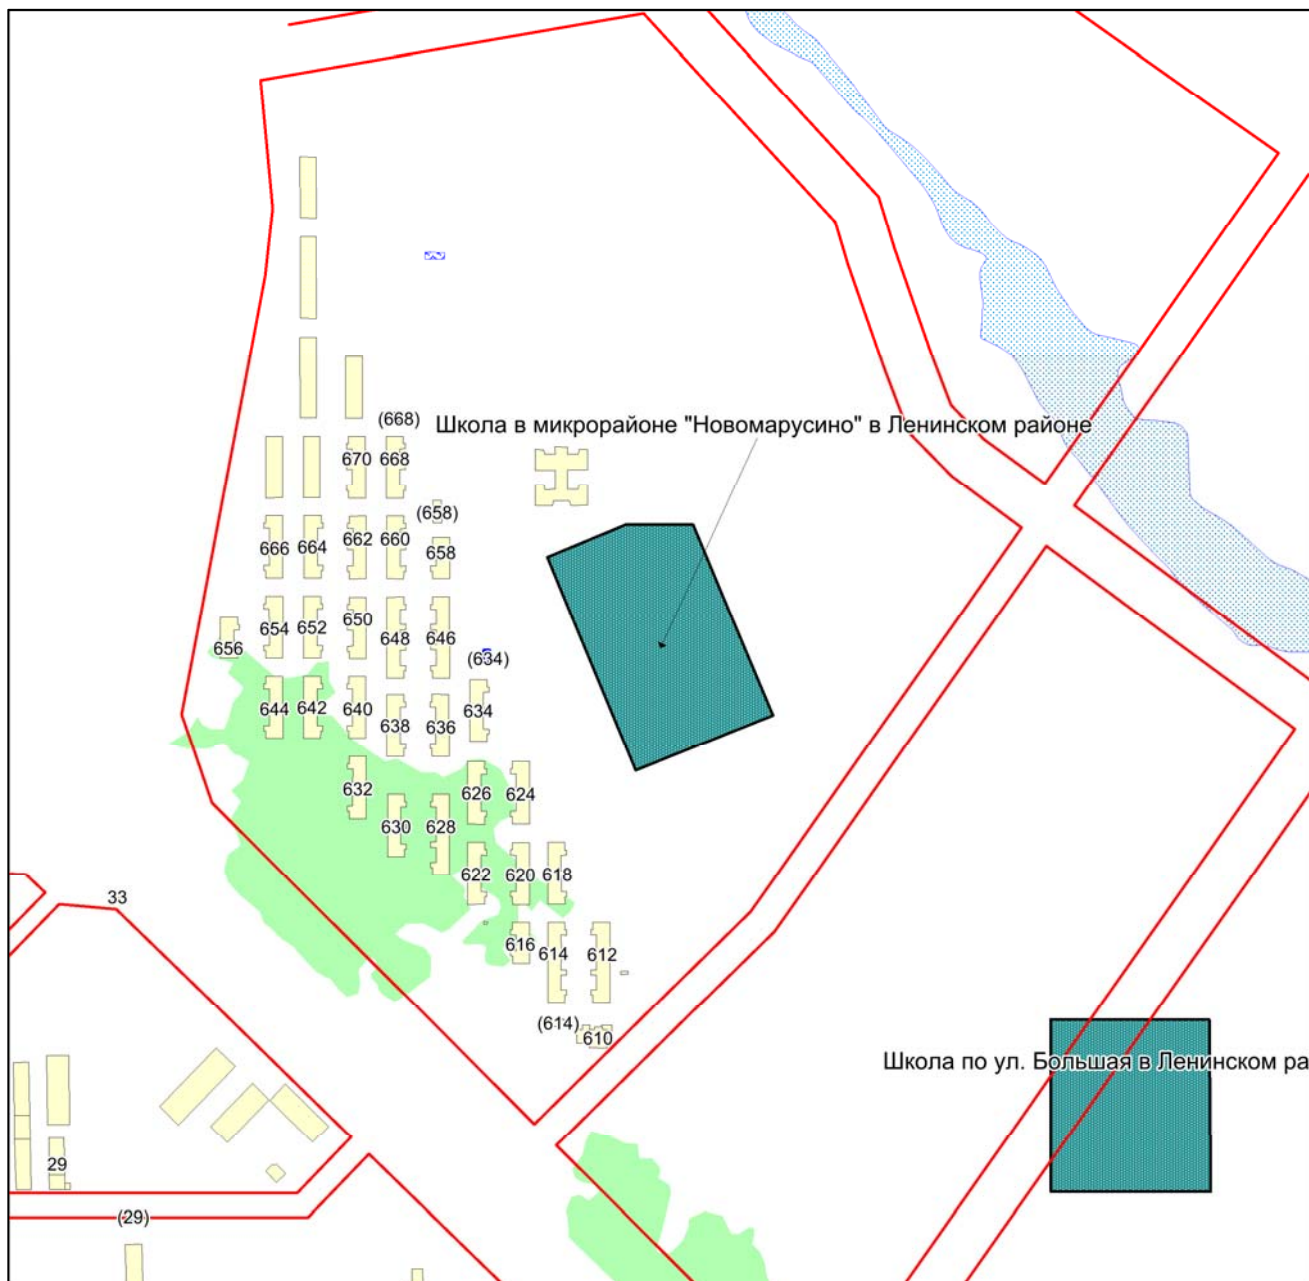 (668)
Школа в микрорайоне "Новомарусино" в Ленинском районе
670 668
(658)
666 664 662 660 658
656 654 652 650 648 646
(634)
644 642 640 638 636 634
632 630 628 626 624
622 620 618
33
616 614 612
(614) 610
Школа по ул. Большая в Ленинском ра
29
(29)